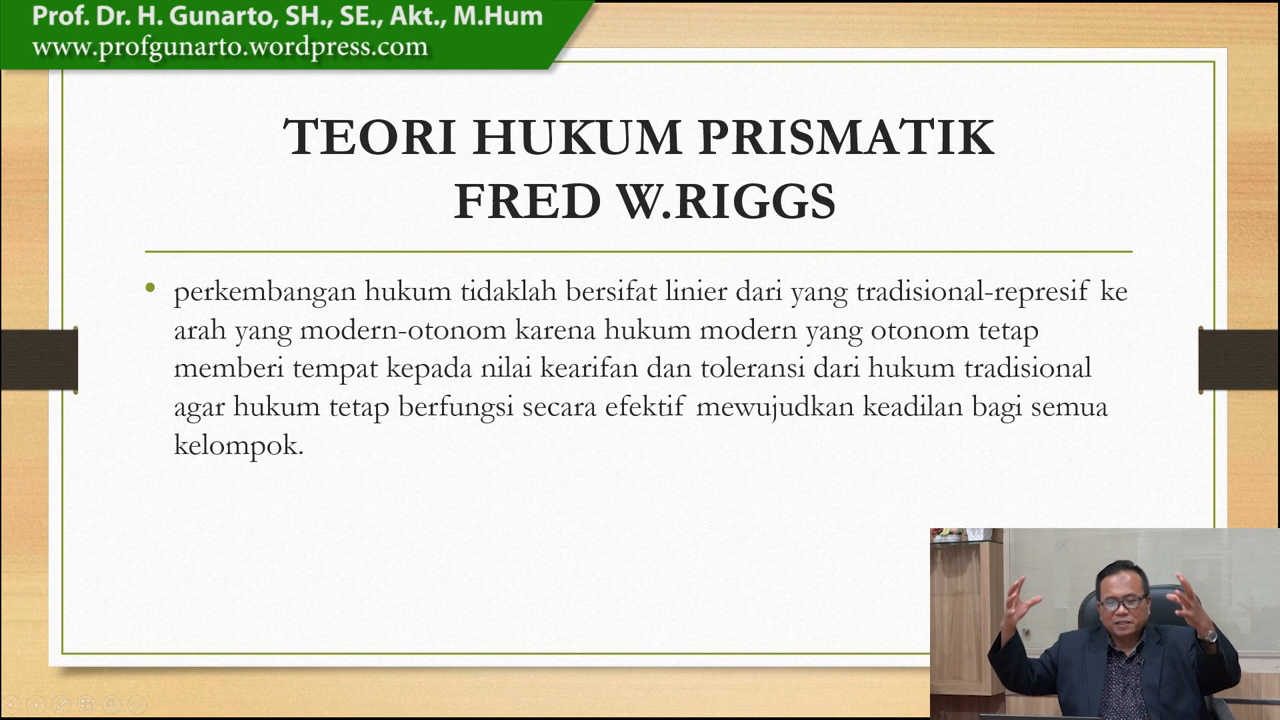 Prof. Dr. H. Gunarto, SH., SE., Akt., M.Hum
www.profgunarto.wordpress.com
TEORI HUKUM PRISMATIK
FRED W.RIGGS
• perkembangan hukum tidaklah bersifat linier dari yang tradisional-represif ke
arah yang modern-otonom karena hukum modern yang otonom tetap
memberi tempat kepada nilai kearifan dan toleransi dari hukum tradisional
agar hukum tetap berfungsi secara efektif mewujudkan keadilan bagi semua
kelompok.